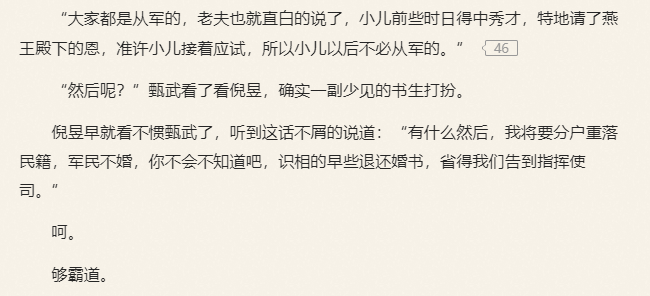 “大家都是从军的，老夫也就直白的说了，小儿前些时日得中秀才，特地请了燕
王殿下的恩，准许小儿接着应试，所以小儿以后不必从军的。” 46
“然后呢？”甄武看了看倪昱，确实一副少见的书生打扮。
倪昱早就看不惯甄武了，听到这话不屑的说道：“有什么然后，我将要分户重落
民籍，军民不婚，你不会不知道吧，识相的早些退还婚书，省得我们告到指挥使
司。”
呵。
够霸道。